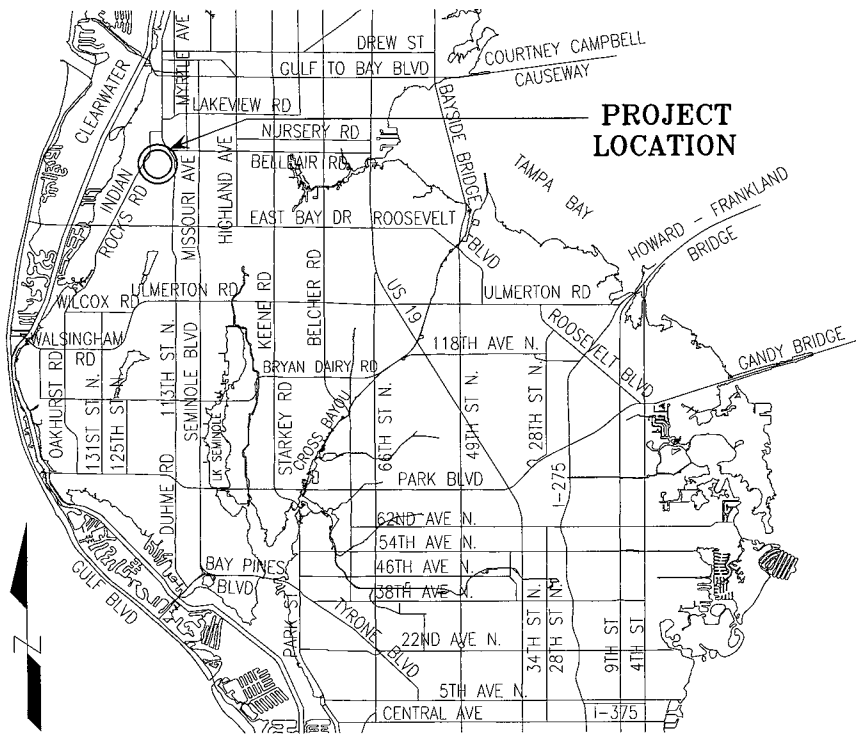 DREW ST
COURTNEY CAMPBELL
CAUSEWAY
GULF TO BAY BLVD
MYRTLE AVE
CLEARWATER
LAKEVIEW RD
BAYSIDE BRIDGE
PROJECT
LOCATION
NURSERY RD
BELLEAIR RD
TAMPA BAY
INDIAN
ROCKS RD
MISSOURI AVE
HIGHLAND AVE
EAST BAY DR
ROOSEVELT
BLVD
HOWARD - FRANKLAND
BRIDGE
WILCOX RD
ULMERTON RD
KEENE RD
BELCHER RD
US 19
ULMERTON RD
WALSINGHAM
RD
118TH AVE N.
ROOSEVELT BLVD
GANDY BRIDGE
OAKHURST RD
131ST ST N.
125TH ST N.
113TH ST N.
SEMINOLE BLVD
BRYAN DAIRY RD
LK SEMINOLE
STARKEY RD
CROSS BAYOU
66TH ST N.
49TH ST N.
28TH ST N.
I-275
DUHME RD
PARK BLVD
62ND AVE N.
54TH AVE N.
46TH AVE N.
38TH AVE N.
BAY PINES
BLVD
GULF BLVD
PARK ST
TYRONE BLVD
22ND AVE N.
34TH ST N.
28TH ST N.
9TH ST
4TH ST
5TH AVE N.
CENTRAL AVE
I-375
N